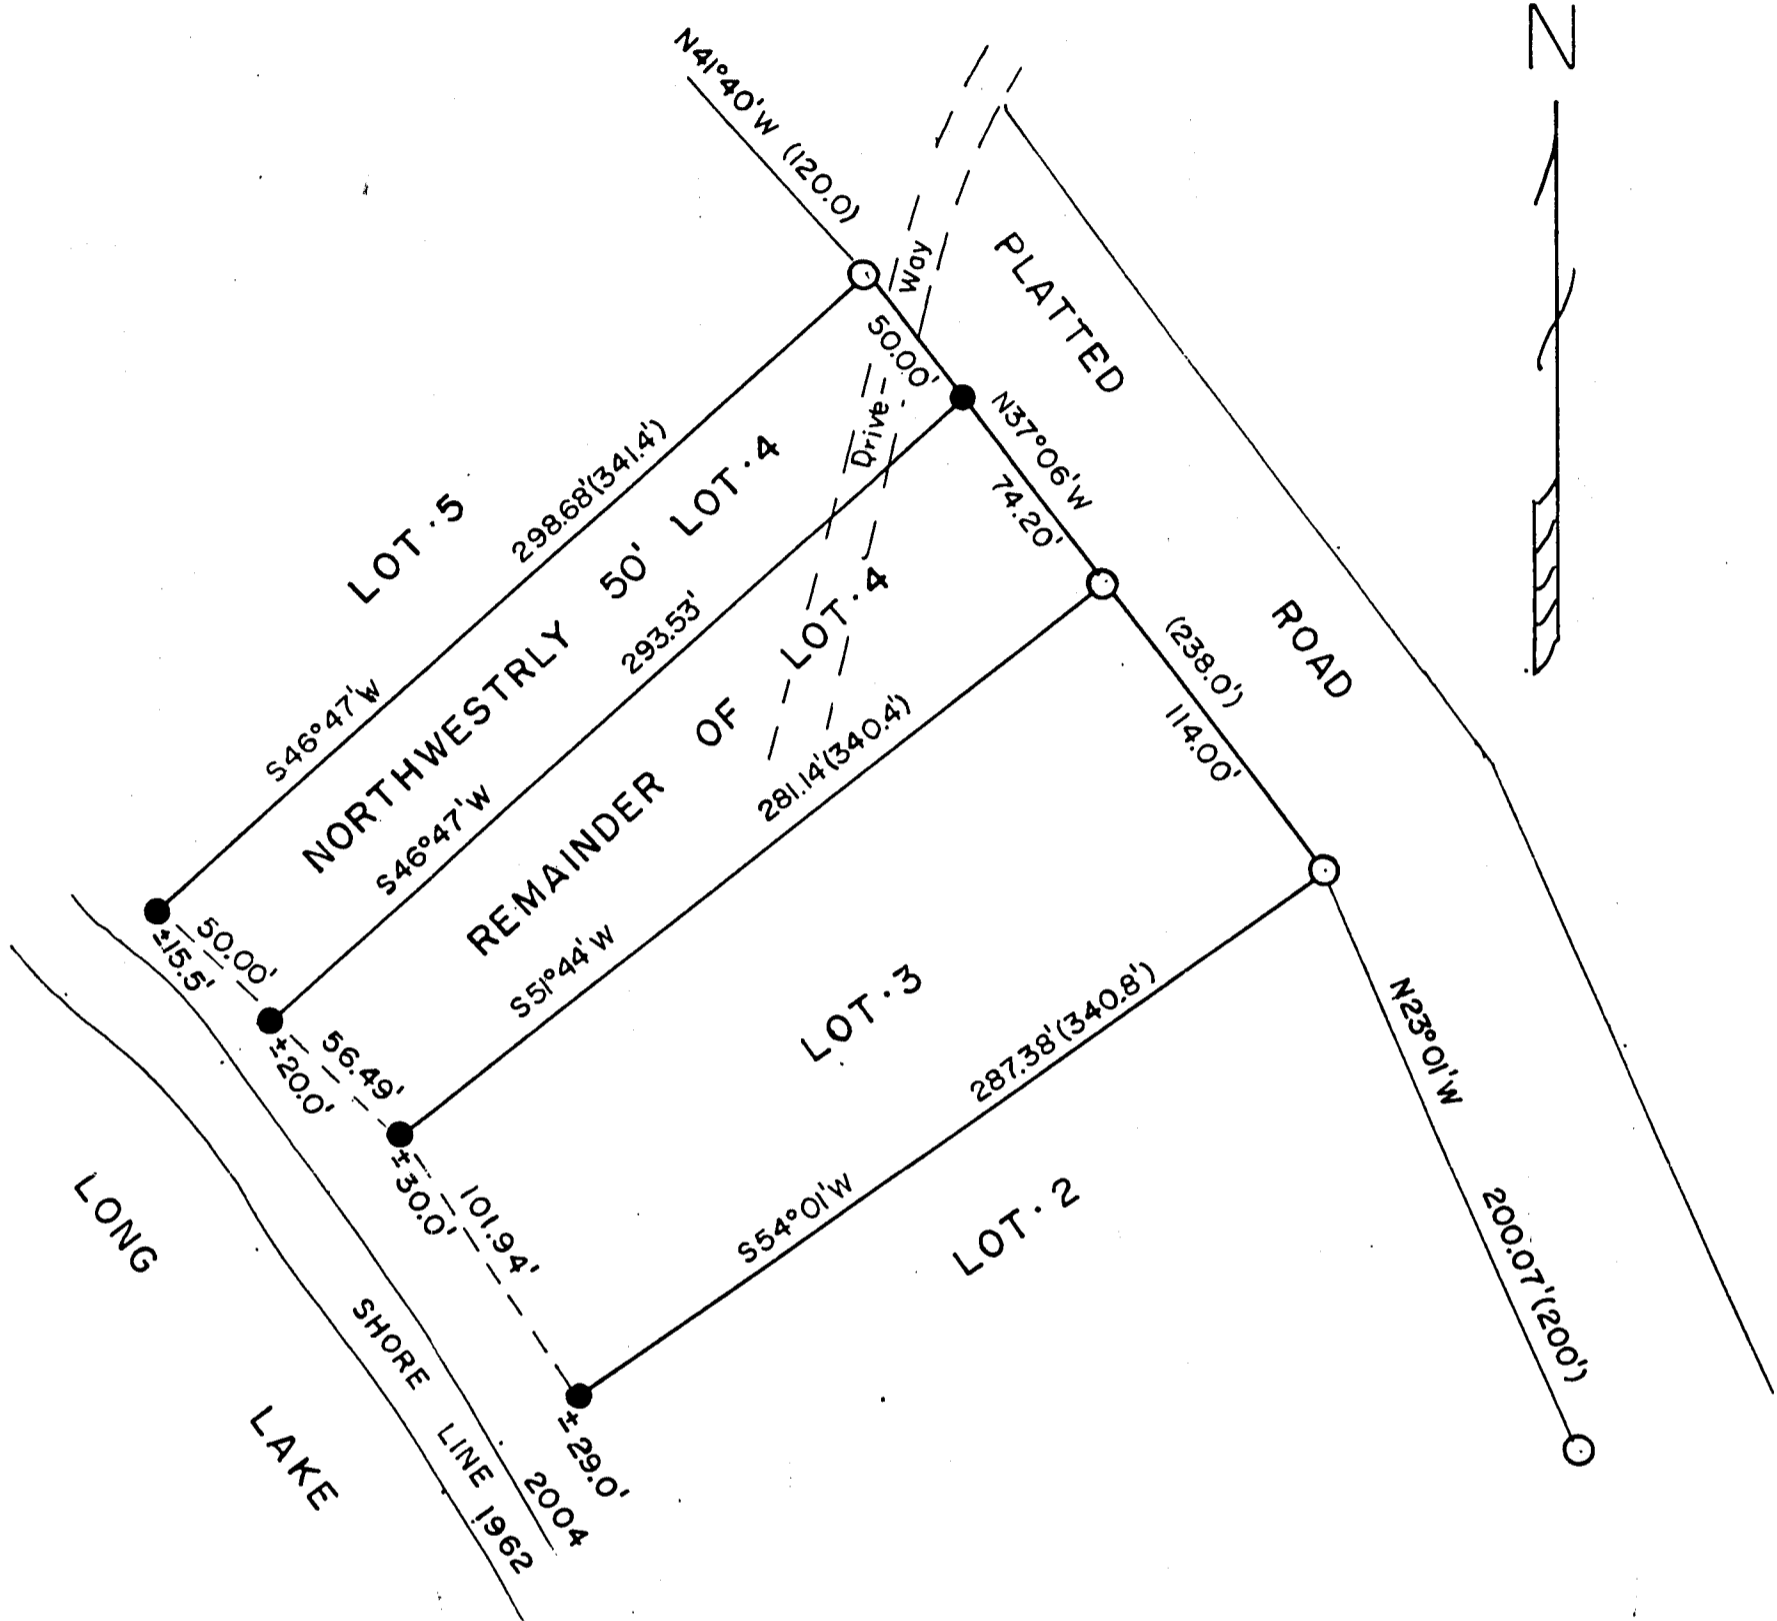 N
N41°40'W (120.0)
Way
PLATTED
ROAD
50.00'
Drive
N37°06'W
74.20'
(238.0')
114.00'
LOT·5
298.68'(341.4')
S46°47'W
NORTHWESTRLY 50' LOT·4
293.53'
S46°47'W
REMAINDER OF LOT·4
281.14'(340.4')
S51°44'W
LOT·3
287.38'(340.8')
S54°01'W
LOT·2
N23°01'W
200.07'(200')
50.00'
±15.5'
56.49'
±20.0'
101.94'
±30.0'
±29.0'
LONG
LAKE
SHORE LINE 2004
1962